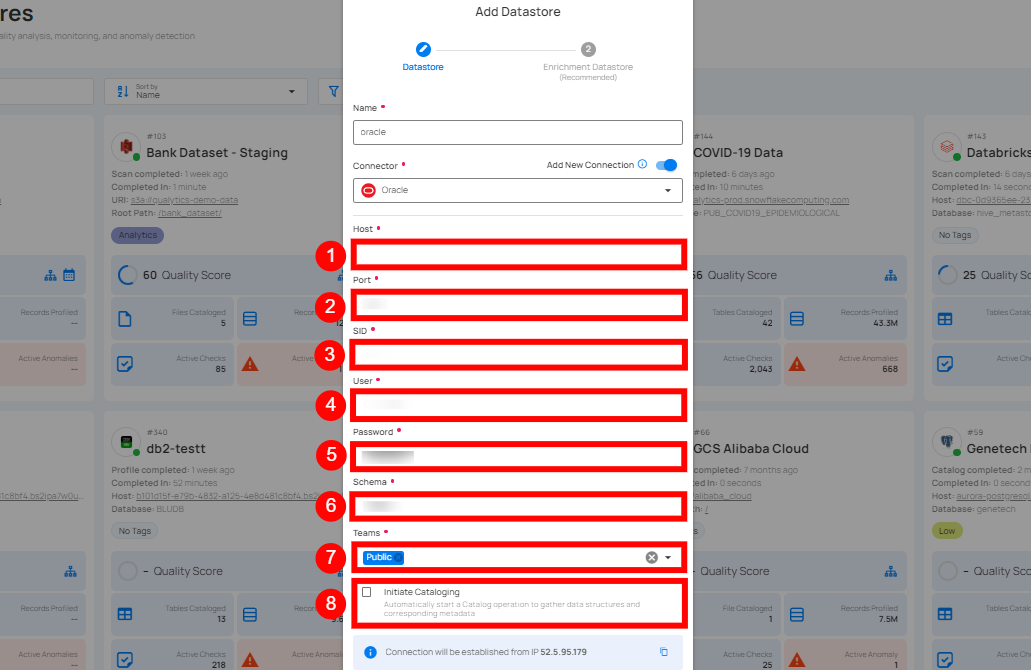 res
ality analysis, monitoring, and anomaly detection
Sort by
Name
Add Datastore
2
Datastore
Enrichment Datastore
(Recommended)
Name *
oracle
Connector *
Add New Connection
Oracle
1
Host *
2
Port *
3
SID *
4
User *
5
Password *
6
Schema *
7
Teams *
Public
8
Initiate Cataloging
Automatically start a Catalog operation to gather data structures and
corresponding metadata
Connection will be established from IP 52.5.95.179
Records Profiled
--
Active Anomalies
--
#103
Bank Dataset - Staging
Scan completed: 1 week ago
Completed In: 1 minute
URI: s3a://qualytics-demo-data
Root Path: /bank_dataset/
Analytics
60 Quality Score
Files Cataloged
5
Active Checks
85
#144
COVID-19 Data
completed: 6 days ago
Completed In: 10 minutes
alytics-prod.snowflakecomputing.com
e: PUB_COVID19_EPIDEMIOLOGICAL
56 Quality Score
Tables Cataloged
42
Records Profiled
43.3M
Active Checks
2,043
Active Anomalies
668
#143
Databricks
Scan completed: 6 days
Completed In: 14 second
Host: dbc-0d9365ee-23
Database: hive_metasto
No Tags
25 Quality Sco
Tables Catalo
Active Che
Records Profiled
--
Active Anomalies
--
#340
db2-testt
Profile completed: 1 week ago
Completed In: 52 minutes
Host: b101d15f-e79b-4832-a125-4e8d481c8bf4.bs2ipa7w0u
Database: BLUDB
No Tags
– Quality Score
Tables Cataloged
13
Active Checks
218
#66
GCS Alibaba Cloud
completed: 7 months ago
Completed In: 0 seconds
alibaba_cloud
h: /
– Quality Score
File Cataloged
1
Records Profiled
7.5M
Active Checks
25
Active Anomaly
1
#59
Genetech
Catalog completed: 2 m
Completed In: 0 seconds
Host: aurora-postgresql
Database: genetech
Low
– Quality Sco
Tables Catalo
Active Che